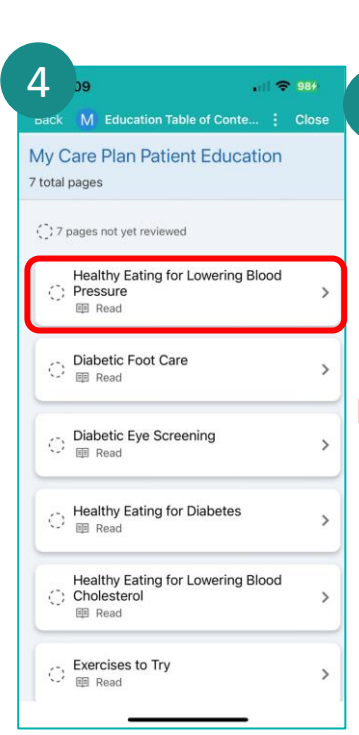 4
09
98
Back M Education Table of Conte... Close
My Care Plan Patient Education
7 total pages
7 pages not yet reviewed
Healthy Eating for Lowering Blood
Pressure
Read
Diabetic Foot Care
Read
Diabetic Eye Screening
Read
Healthy Eating for Diabetes
Read
Healthy Eating for Lowering Blood
Cholesterol
Read
Exercises to Try
Read